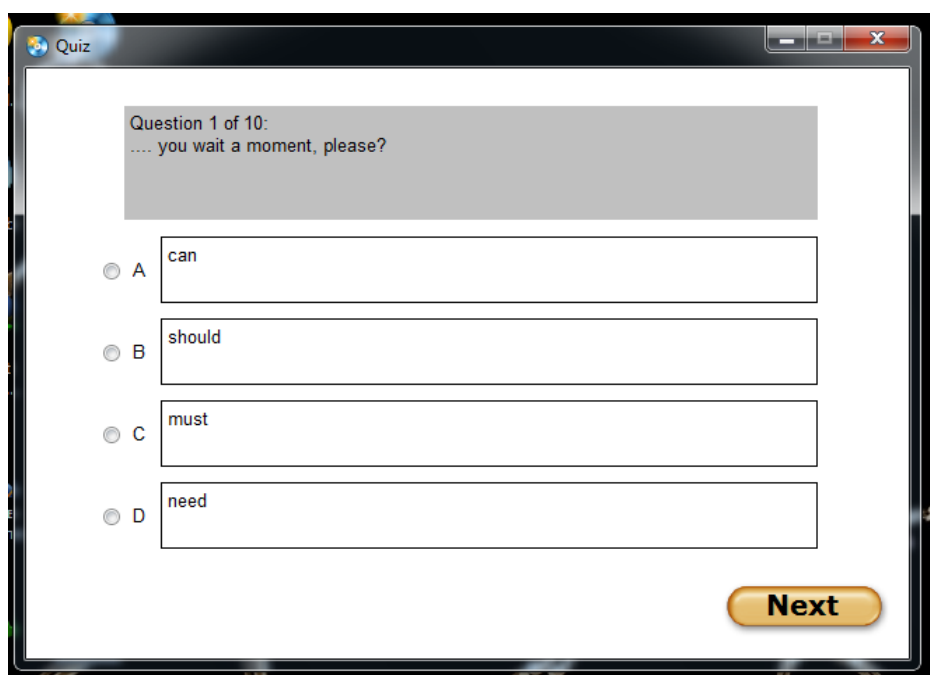 Quiz
Question 1 of 10:
.... you wait a moment, please?
A can
B should
C must
D need
Next